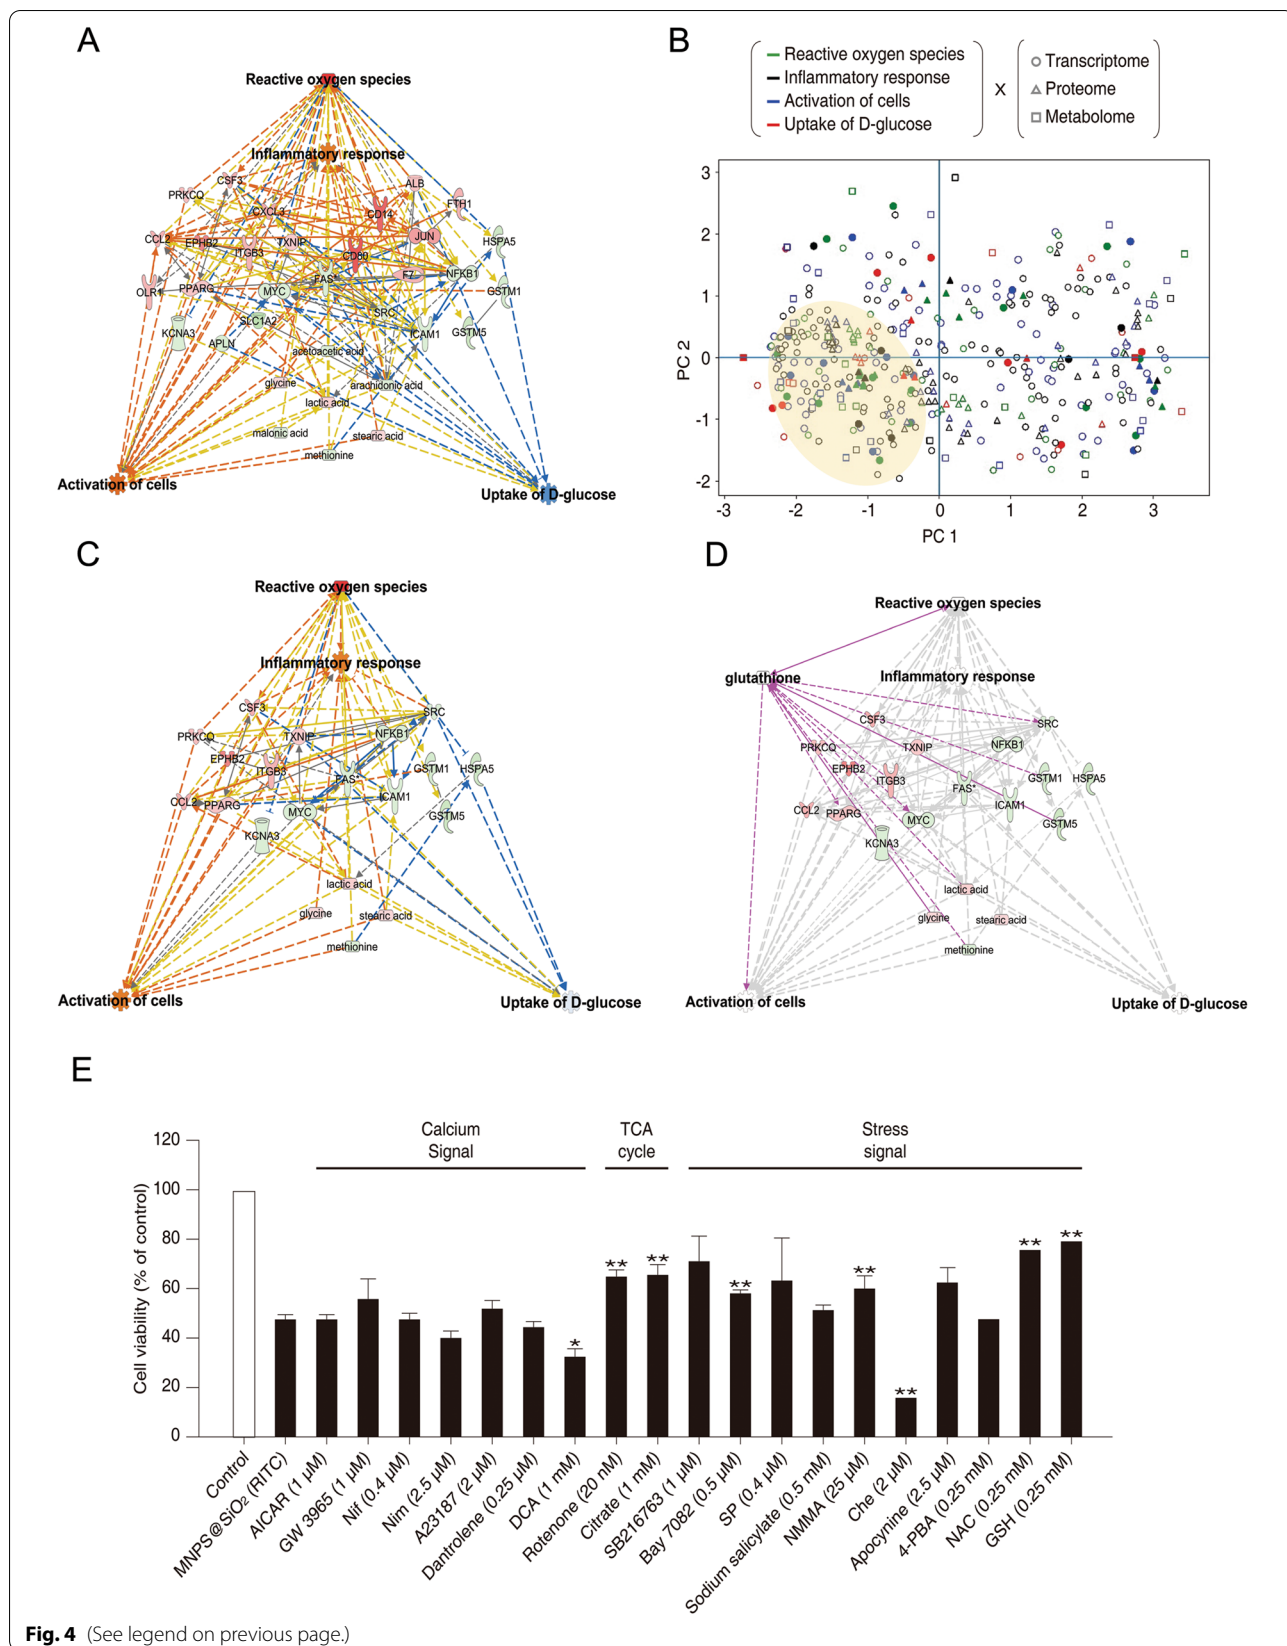 A
Reactive oxygen species
Inflammatory response
CSF3
ALB
PRKCQ
FTH1
CXCL3
CD14
CCL2
EPHB2
TXNIP
JUN
HSPA5
ITGB3
CD80
F7
NFKB1
OLR1
PPARG
MYC
FAS*
GSTM1
SRC
KCNA3
SLC1A2
ICAM1
GSTM5
APLN
acetoacetic acid
glycine
arachidonic acid
lactic acid
malonic acid
stearic acid
methionine
Activation of cells
Uptake of D-glucose
B
Reactive oxygen species
Inflammatory response
Activation of cells
Uptake of D-glucose
X
Transcriptome
Proteome
Metabolome
PC 2
3
2
1
0
-1
-2
-3 -2 -1 0 1 2 3
PC 1
C
Reactive oxygen species
Inflammatory response
CSF3
SRC
PRKCQ
TXNIP
NFKB1
EPHB2
ITGB3
FAS*
GSTM1
HSPA5
CCL2
PPARG
MYC
ICAM1
GSTM5
KCNA3
lactic acid
glycine
stearic acid
methionine
Activation of cells
Uptake of D-glucose
D
Reactive oxygen species
glutathione
Inflammatory response
CSF3
SRC
PRKCQ
TXNIP
NFKB1
EPHB2
ITGB3
FAS*
GSTM1
HSPA5
CCL2
PPARG
MYC
ICAM1
GSTM5
KCNA3
lactic acid
glycine
stearic acid
methionine
Activation of cells
Uptake of D-glucose
E
Cell viability (% of control)
120
100
80
60
40
20
0
Calcium
Signal
TCA
cycle
Stress
signal
*
**
**
**
**
**
**
**
Control
MNPS@SiO₂ (RITC)
AICAR (1 µM)
GW 3965 (1 µM)
Nif (0.4 µM)
Nim (2.5 µM)
A23187 (2 µM)
Dantrolene (0.25 µM)
DCA (1 mM)
Rotenone (20 nM)
Citrate (1 mM)
SB216763 (1 µM)
Bay 7082 (0.5 µM)
SP (0.4 µM)
Sodium salicylate (0.5 mM)
NMMA (25 µM)
Che (2 µM)
Apocynine (2.5 µM)
4-PBA (0.25 mM)
NAC (0.25 mM)
GSH (0.25 mM)
Fig. 4 (See legend on previous page.)